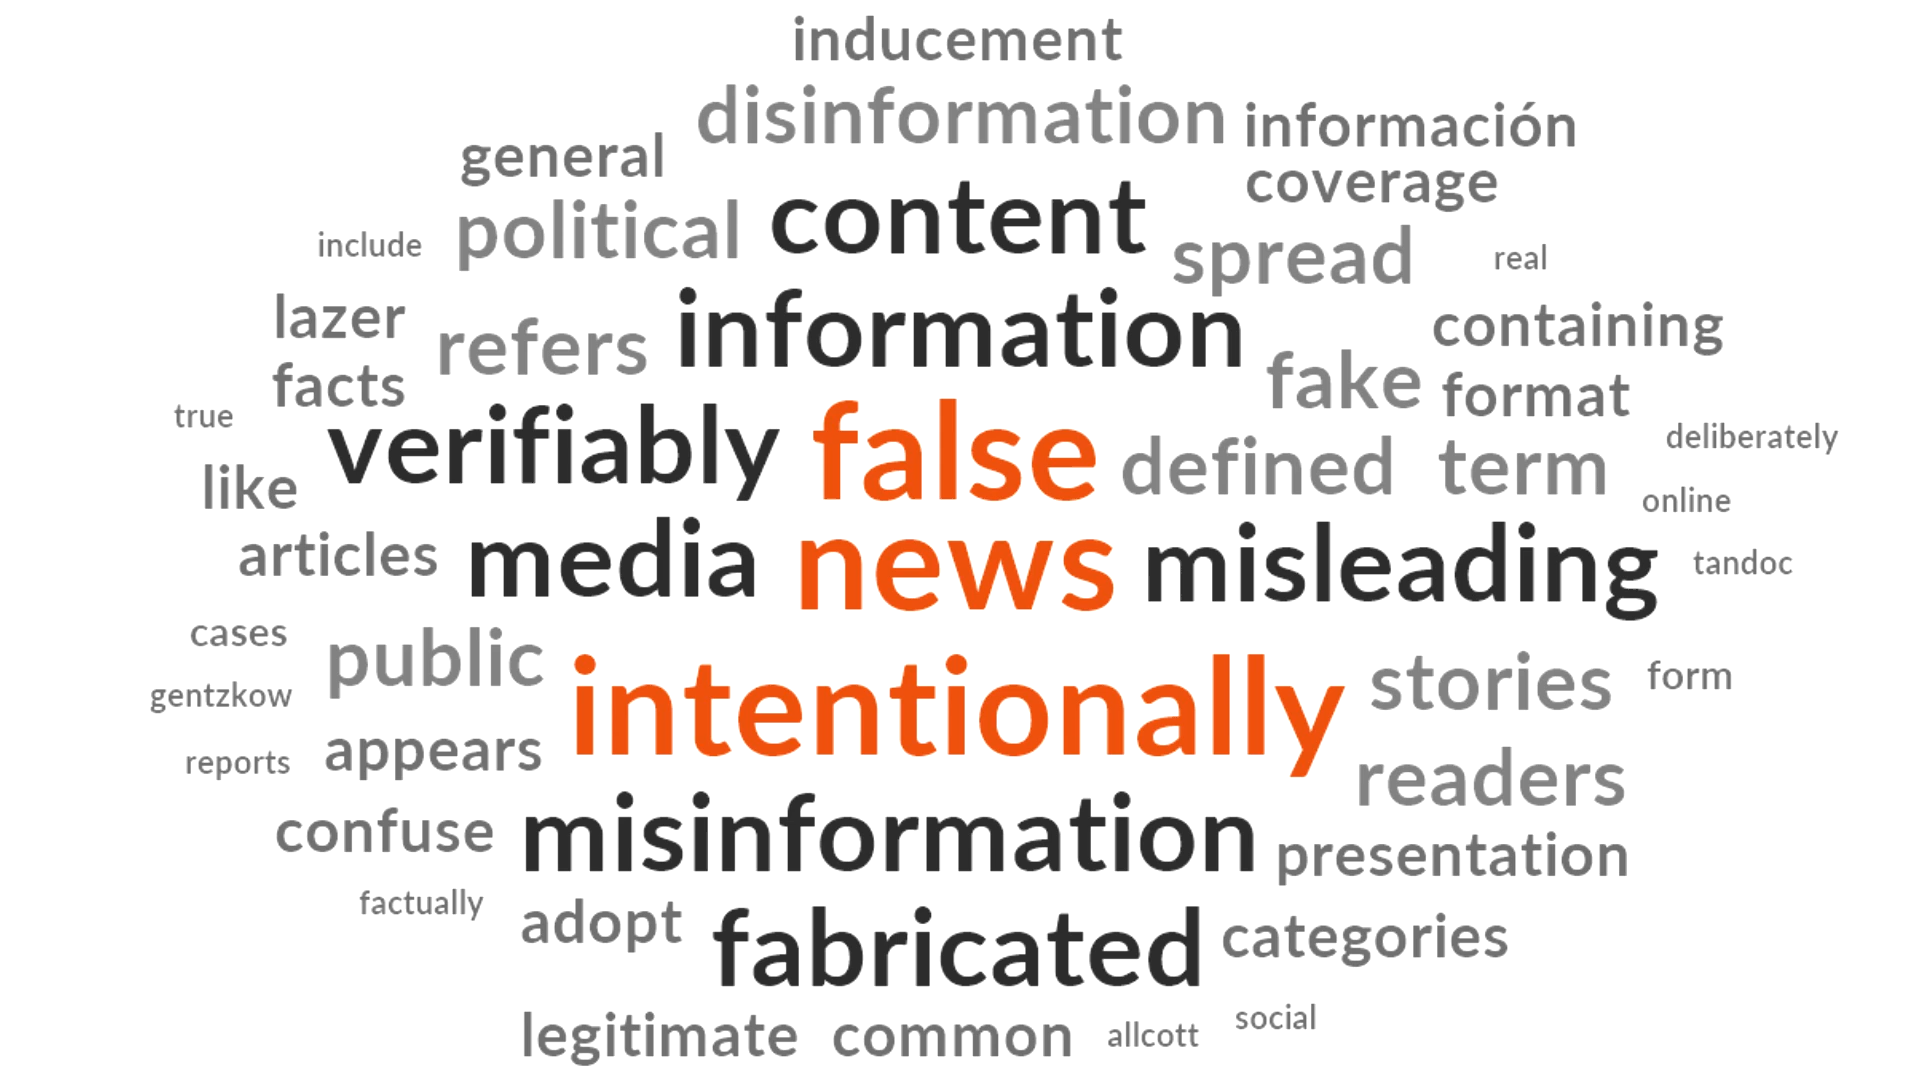 inducement
disinformation información
general coverage
include political content spread real
lazer refers information containing
facts fake format
true verifiably false defined term deliberately
like online
articles media news misleading tandoc
cases public stories form
gentzkow intentionally
reports appears readers
confuse misinformation presentation
factually adopt fabricated categories
legitimate common allcott social